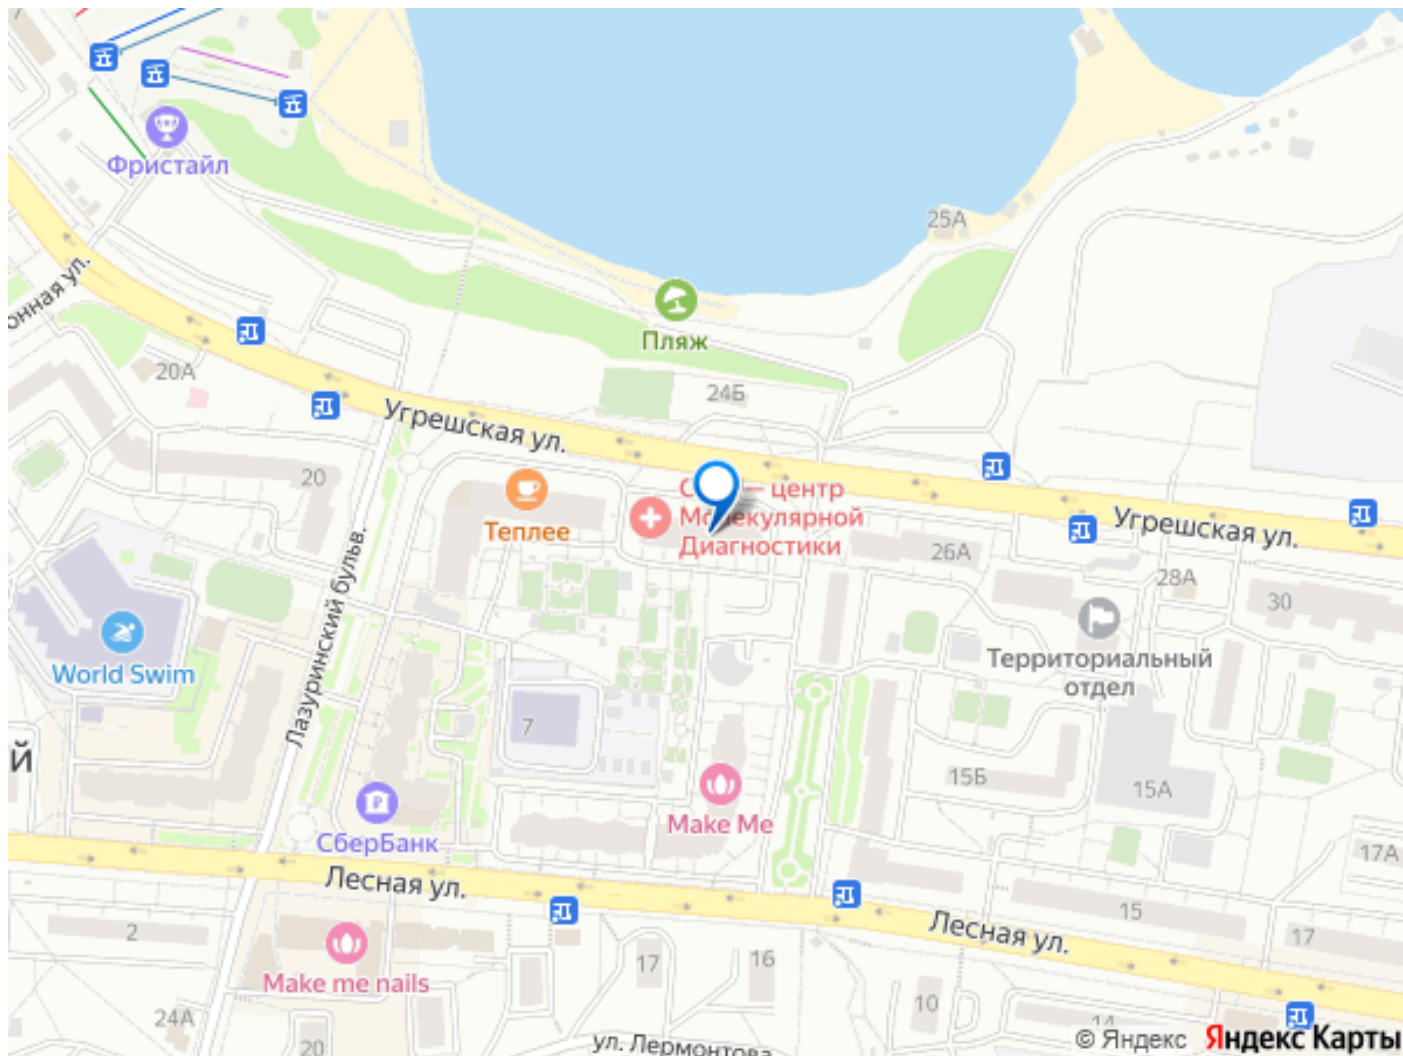 Фристайл
25А
онная ул.
Пляж
20А
24Б
Угрешская ул.
20
Теплее
центр
Молекулярной
Диагностики
26А
Угрешская ул.
28А
30
Лазуринский бульв.
World Swim
Территориальный
отдел
7
Й
15Б
15А
Make Me
СберБанк
17А
Лесная ул.
2
15
Лесная ул.
17
Make me nails
17
16
10
24А
14
20
ул. Лермонтова
© Яндекс Яндекс Карты